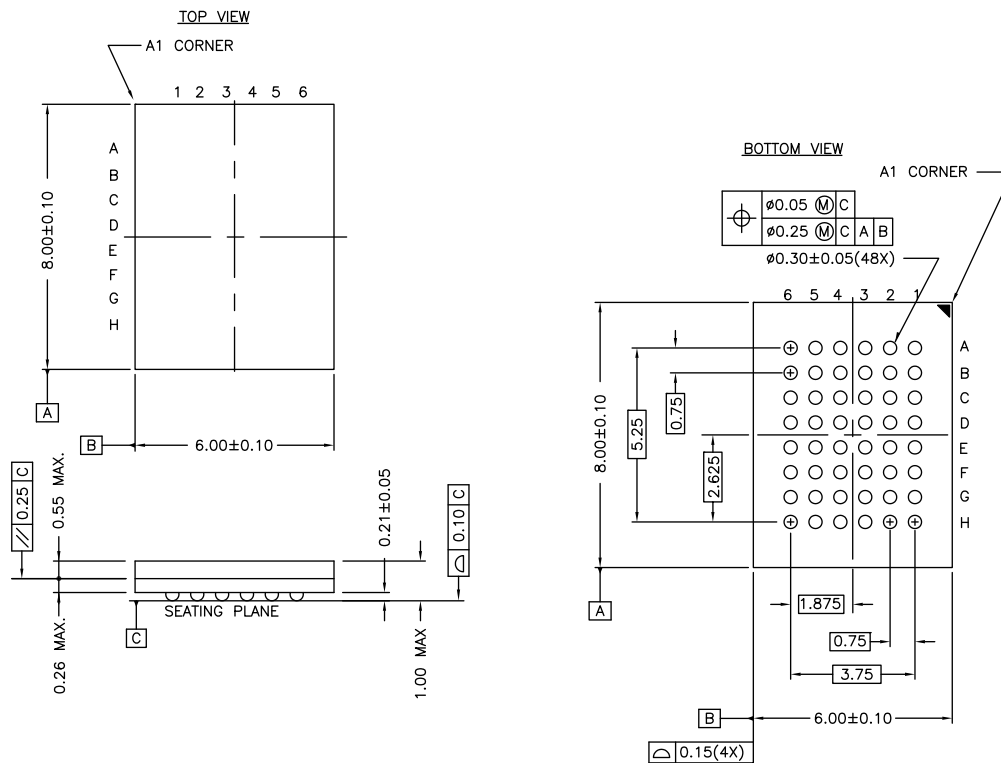 TOP VIEW
A1 CORNER
1 2 3 4 5 6
A
B
C
D
E
F
G
H
8.00±0.10
A
B
6.00±0.10
// 0.25 C
0.55 MAX.
0.21±0.05
⌓ 0.10 C
SEATING PLANE
C
0.26 MAX.
1.00 MAX
BOTTOM VIEW
A1 CORNER
⌖ ø0.05 Ⓜ C
ø0.25 Ⓜ C A B
ø0.30±0.05(48X)
6 5 4 3 2 1
A
B
C
D
E
F
G
H
8.00±0.10
5.25
0.75
2.625
A
1.875
0.75
3.75
B
6.00±0.10
⌓ 0.15(4X)